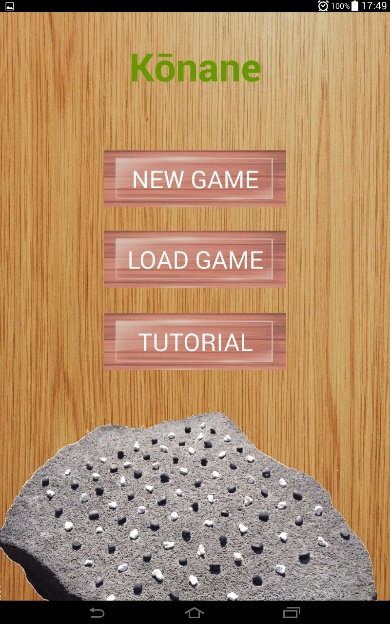 100% 17:49
Kōnane
NEW GAME
LOAD GAME
TUTORIAL